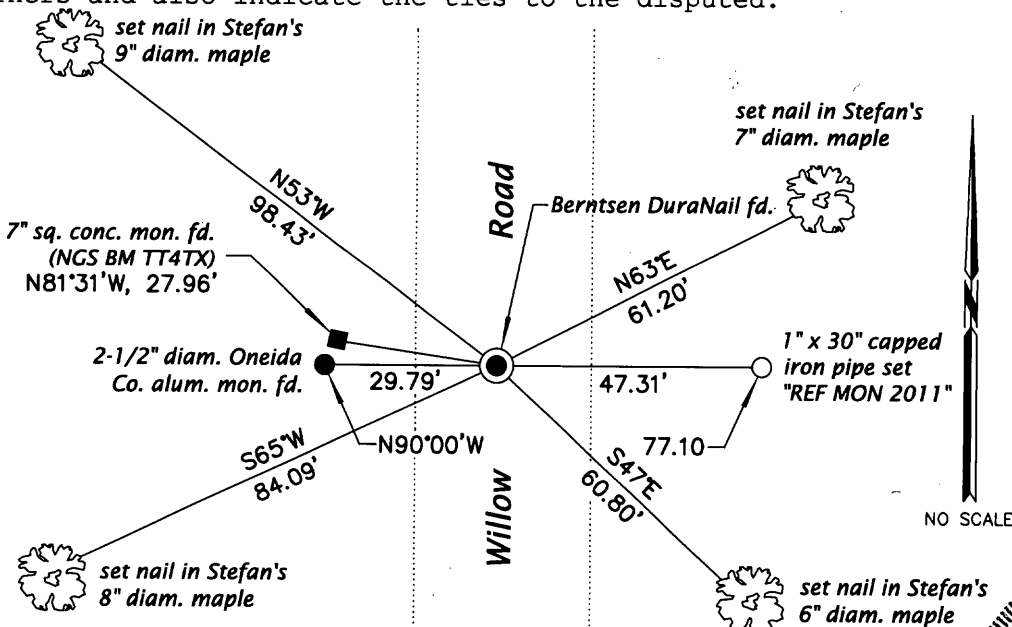 ners and also indicate the ties to the disputed.
set nail in Stefan's
9" diam. maple
set nail in Stefan's
7" diam. maple
N53°W
98.43'
Road
Berntsen DuraNail fd.
7" sq. conc. mon. fd.
(NGS BM TT4TX)
N81°31'W, 27.96'
N63°E
61.20'
N
2-1/2" diam. Oneida
Co. alum. mon. fd.
29.79'
47.31'
1" x 30" capped
iron pipe set
"REF MON 2011"
N90°00'W
77.10
S65°W
84.09'
S47°E
60.80'
Willow
NO SCALE
set nail in Stefan's
8" diam. maple
set nail in Stefan's
6" diam. maple